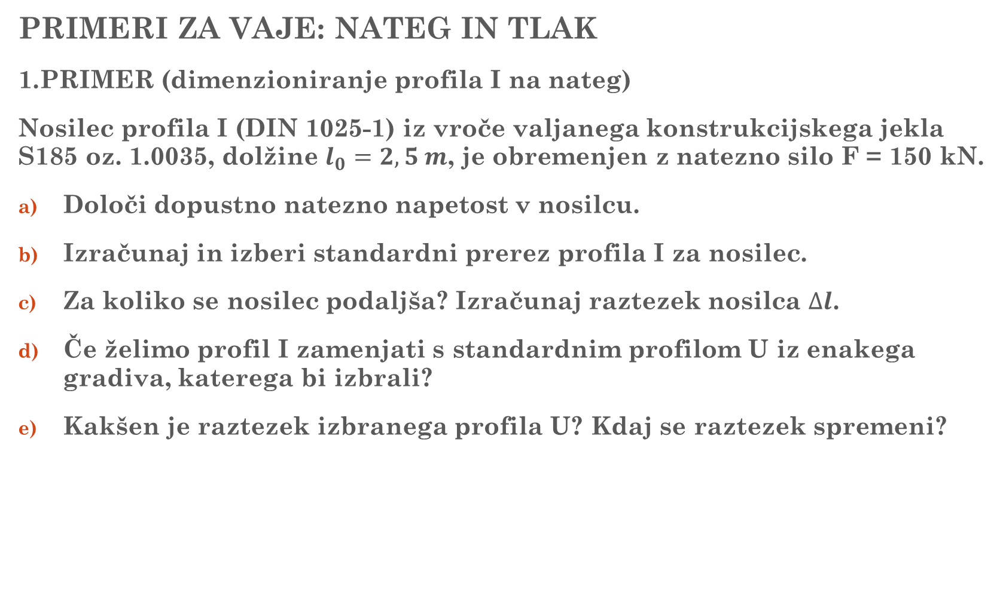 PRIMERI ZA VAJE: NATEG IN TLAK
1.PRIMER (dimenzioniranje profila I na nateg)
Nosilec profila I (DIN 1025-1) iz vroče valjanega konstrukcijskega jekla
S185 oz. 1.0035, dolžine l₀ = 2,5 m, je obremenjen z natezno silo F = 150 kN.
a) Določi dopustno natezno napetost v nosilcu.
b) Izračunaj in izberi standardni prerez profila I za nosilec.
c) Za koliko se nosilec podaljša? Izračunaj raztezek nosilca Δl.
d) Če želimo profil I zamenjati s standardnim profilom U iz enakega
gradiva, katerega bi izbrali?
e) Kakšen je raztezek izbranega profila U? Kdaj se raztezek spremeni?